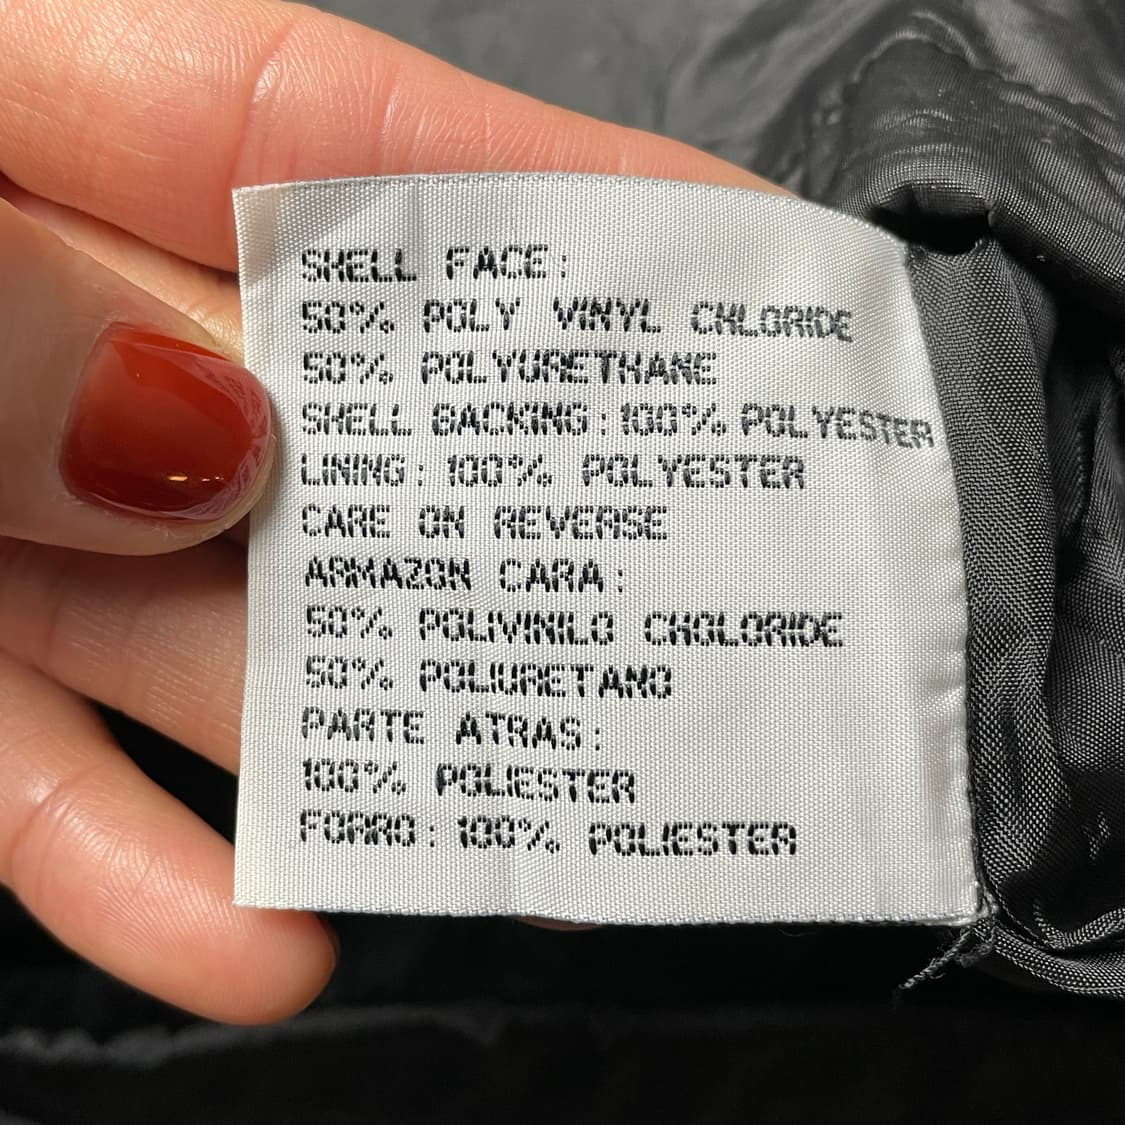 SHELL FACE:
50% POLY VINYL CHLORIDE
50% POLYURETHANE
SHELL BACKING: 100% POLYESTER
LINING: 100% POLYESTER
CARE ON REVERSE
ARMAZON CARA:
50% POLIVINILO CHOLORIDE
50% POLIURETANO
PARTE ATRAS:
100% POLIESTER
FORRO: 100% POLIESTER